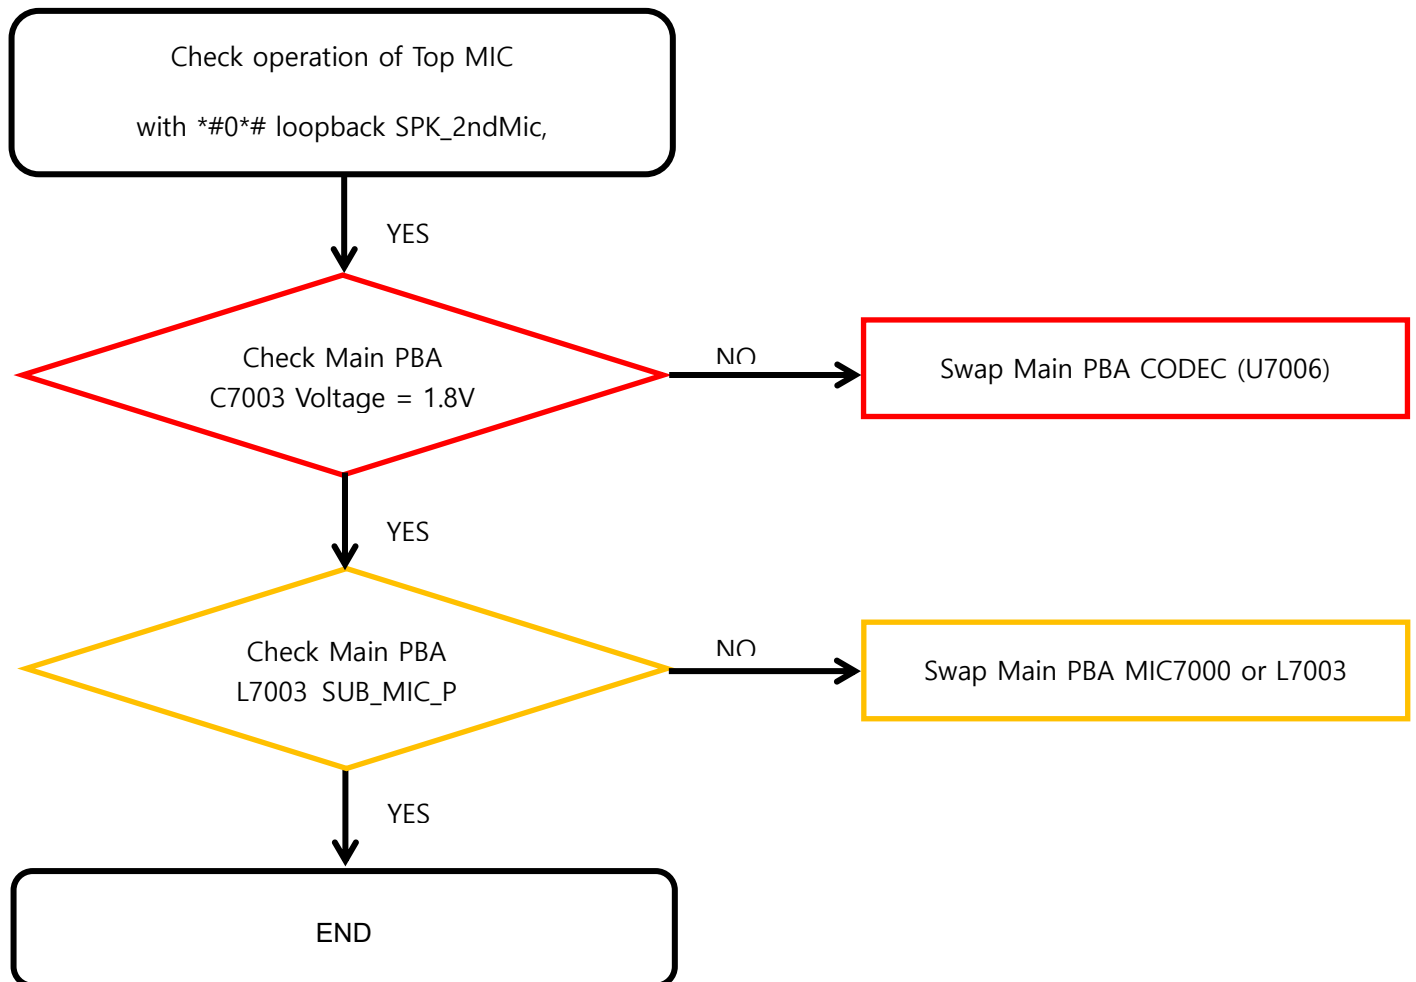 Check operation of Top MIC
with *#0*# loopback SPK_2ndMic,
YES
Check Main PBA
C7003 Voltage = 1.8V
NO
Swap Main PBA CODEC (U7006)
YES
Check Main PBA
L7003 SUB_MIC_P
NO
Swap Main PBA MIC7000 or L7003
YES
END